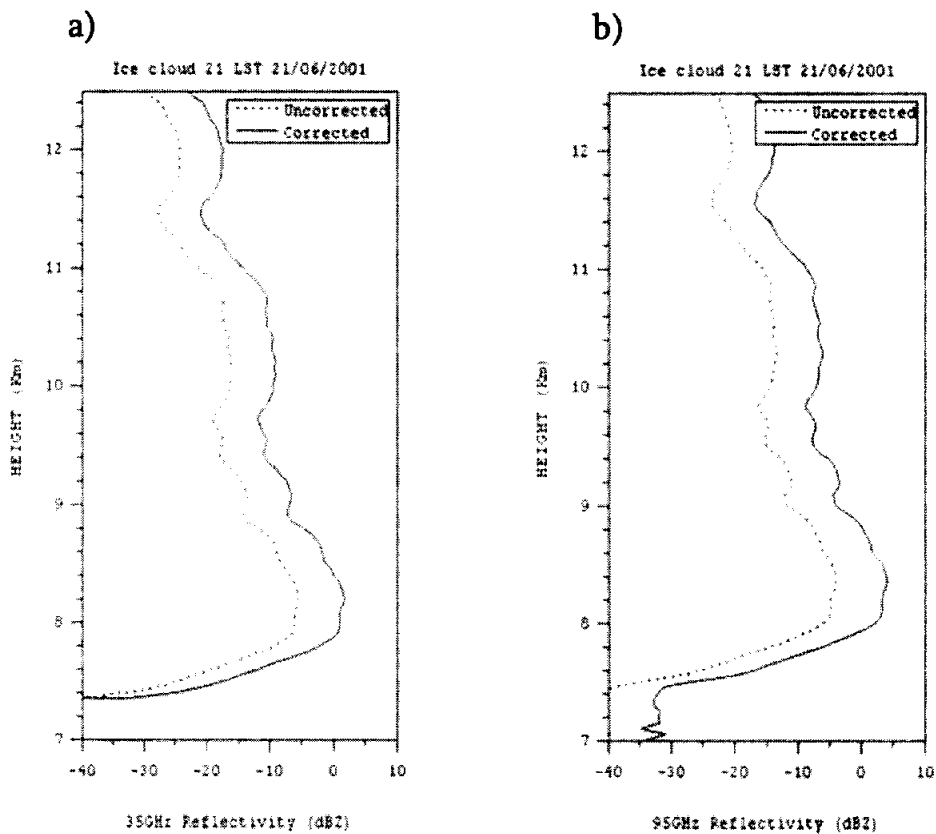 a)
Ice cloud 21 LST 21/06/2001
Uncorrected
Corrected
12
11
10
9
8
7
HEIGHT (Km)
-40 -30 -20 -10 0 10
35GHz Reflectivity (dBZ)
b)
Ice cloud 21 LST 21/06/2001
Uncorrected
Corrected
12
11
10
9
8
7
HEIGHT (Km)
-40 -30 -20 -10 0 10
95GHz Reflectivity (dBZ)